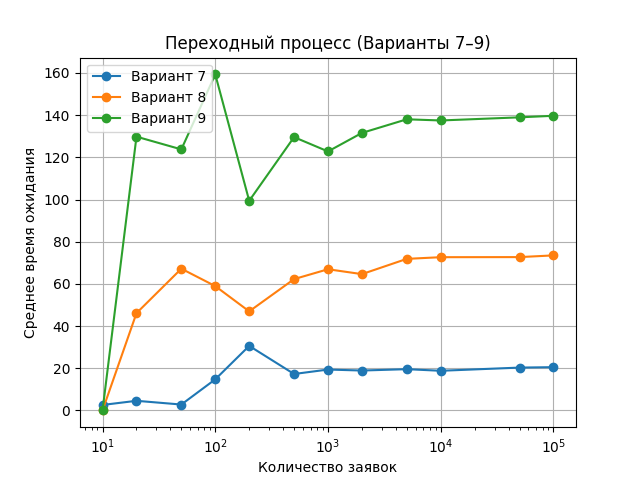 Переходный процесс (Варианты 7–9)
Среднее время ожидания
160
140
120
100
80
60
40
20
0
Вариант 7
Вариант 8
Вариант 9
10¹ 10² 10³ 10⁴ 10⁵
Количество заявок